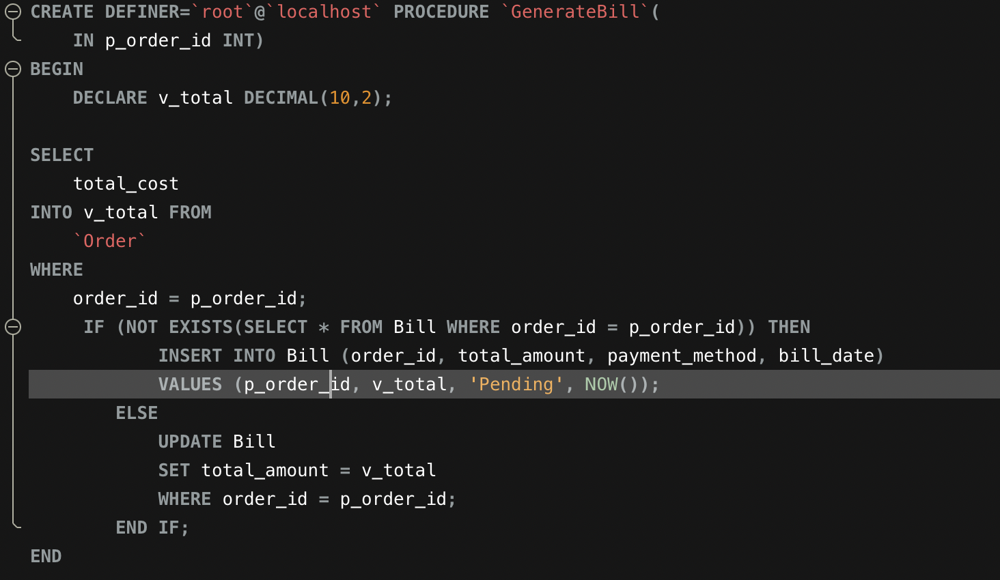 CREATE DEFINER=`root`@`localhost` PROCEDURE `GenerateBill`(
    IN p_order_id INT)
BEGIN
    DECLARE v_total DECIMAL(10,2);

SELECT
    total_cost
INTO v_total FROM
    `Order`
WHERE
    order_id = p_order_id;
     IF (NOT EXISTS(SELECT * FROM Bill WHERE order_id = p_order_id)) THEN
            INSERT INTO Bill (order_id, total_amount, payment_method, bill_date)
            VALUES (p_order_id, v_total, 'Pending', NOW());
        ELSE
            UPDATE Bill
            SET total_amount = v_total
            WHERE order_id = p_order_id;
        END IF;
END